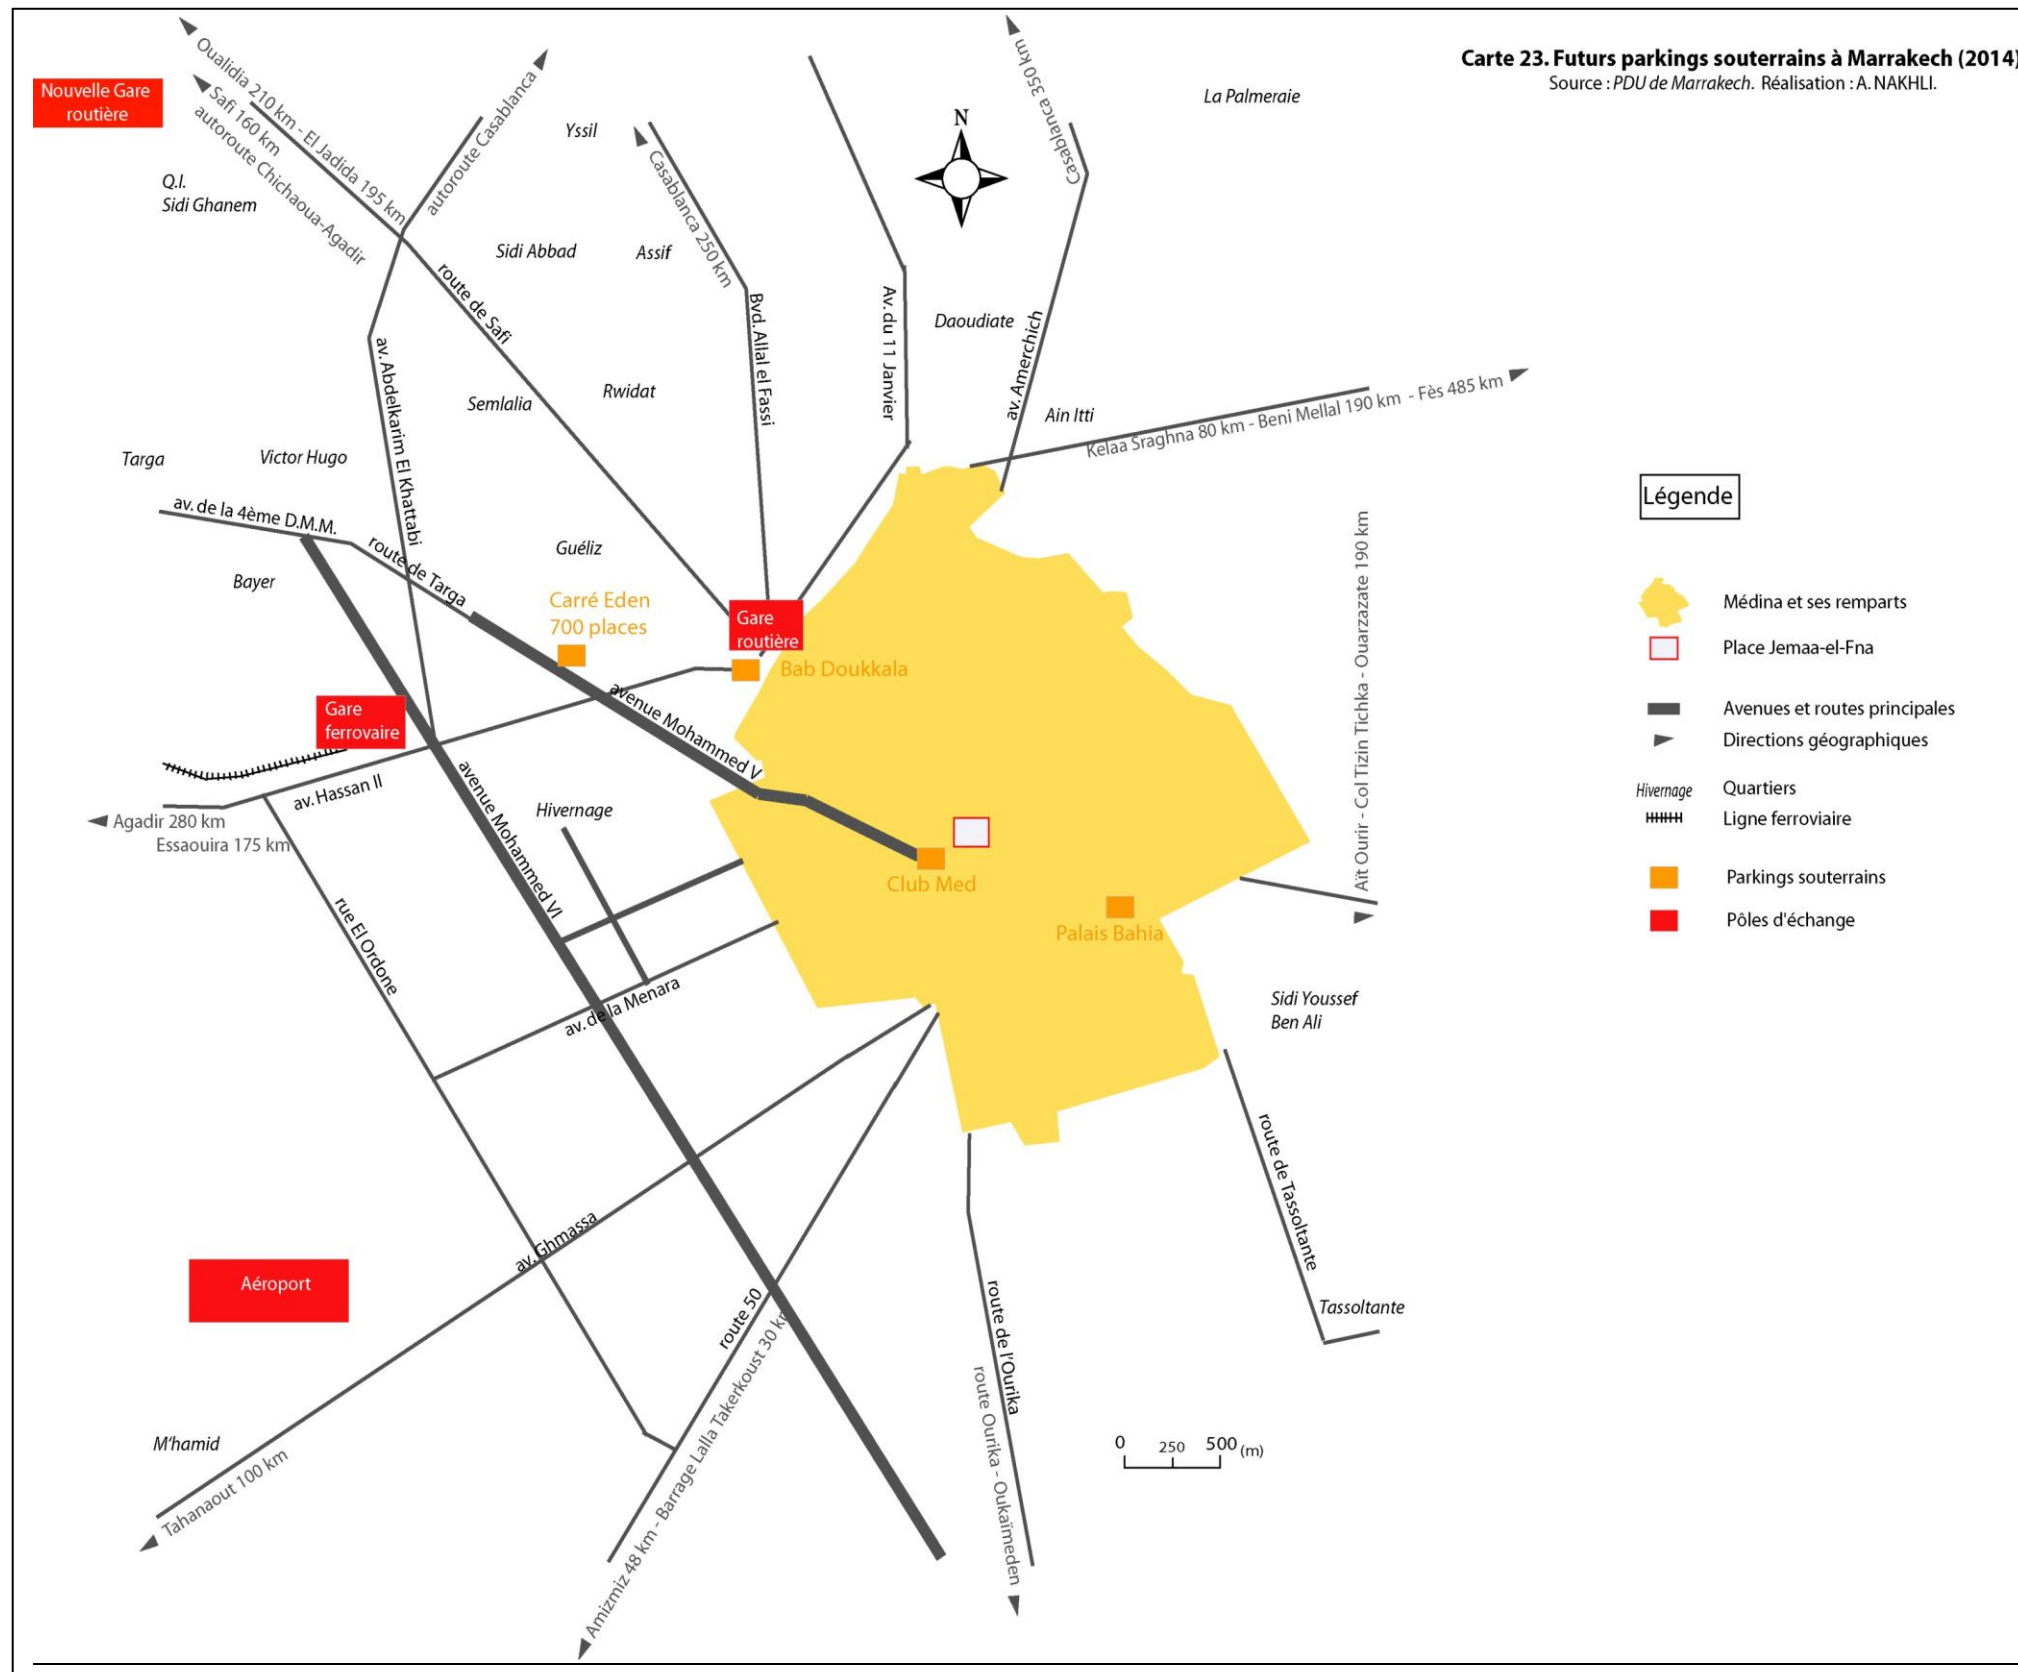 Carte 23. Futurs parkings souterrains à Marrakech (2014)
Source : PDU de Marrakech. Réalisation : A. NAKHLI.
Nouvelle Gare
routière
Oualidia 210 km - El Jadida 195 km
Safi 160 km
autoroute Chichaoua-Agadir
autoroute Casablanca
Yssil
Casablanca 250 km
Casablanca 350 km
La Palmeraie
N
Q.I.
Sidi Ghanem
Sidi Abbad
Assif
route de Safi
Bvd. Allal el Fassi
Av. du 11 Janvier
Daoudiate
av. Amerchich
av. Abdelkarim El Khattabi
Semlalia
Rwidat
Ain Itti
Kelaa Sraghna 80 km - Beni Mellal 190 km - Fès 485 km
Targa
Victor Hugo
av. de la 4ème D.M.M.
route de Targa
Guéliz
Bayer
Carré Eden
700 places
Gare
routière
Bab Doukkala
avenue Mohammed V
Gare
ferrovaire
av. Hassan II
Agadir 280 km
Essaouira 175 km
avenue Mohammed VI
Hivernage
Club Med
Palais Bahia
Aït Ourir - Col Tizin Tichka - Ouarzazate 190 km
rue El Ordone
av. de la Menara
Sidi Youssef
Ben Ali
route de Tassoltante
Tassoltante
av. Ghmassa
Aéroport
route 50
Amizmiz 48 km - Barrage Lalla Takerkoust 30 km
route de l'Ourika
route Ourika - Oukaïmeden
M'hamid
Tahanaout 100 km
0 250 500 (m)
Légende
Médina et ses remparts
Place Jemaa-el-Fna
Avenues et routes principales
Directions géographiques
Hivernage Quartiers
Ligne ferroviaire
Parkings souterrains
Pôles d'échange